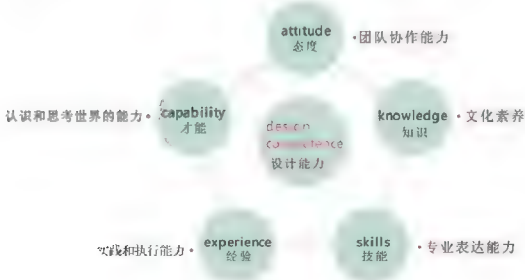 attitude
态度
·团队协作能力
认识和思考世界的能力·
capability
才能
knowledge
知识
·文化素养
design
competence
设计能力
实践和执行能力·
experience
经验
skills
技能
·专业表达能力